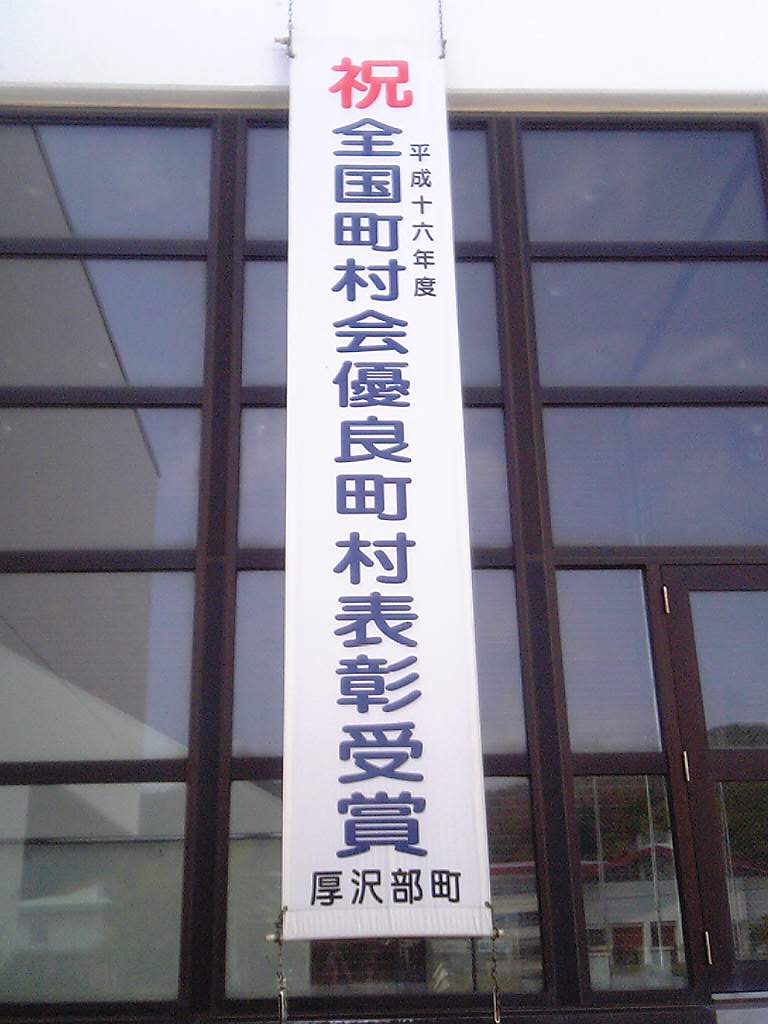 祝
平成十六年度
全国町村会優良町村表彰受賞
厚沢部町